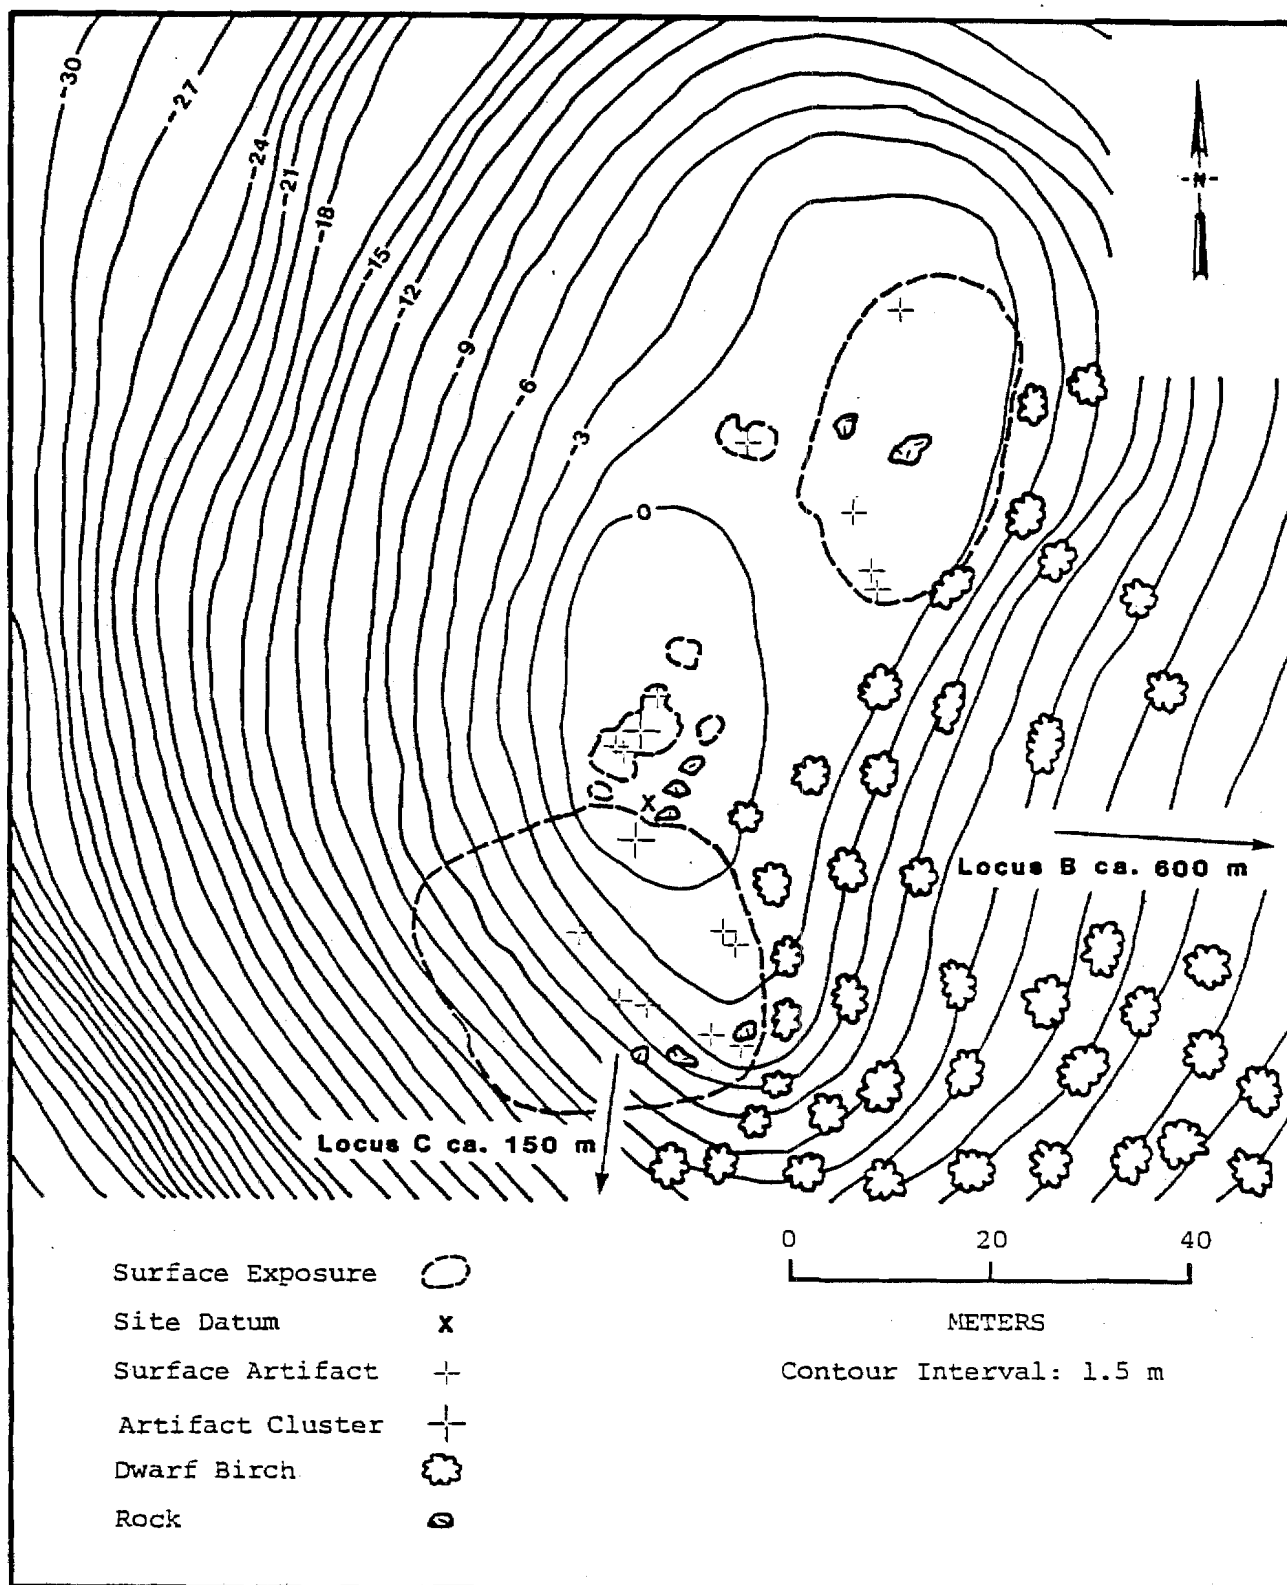 -30
-27
-24
-21
-18
-15
-12
-9
-6
-3
0
-N-
X
Locus B ca. 600 m
Locus C ca. 150 m
Surface Exposure
Site Datum X
Surface Artifact
Artifact Cluster
Dwarf Birch
Rock
0 20 40
METERS
Contour Interval: 1.5 m